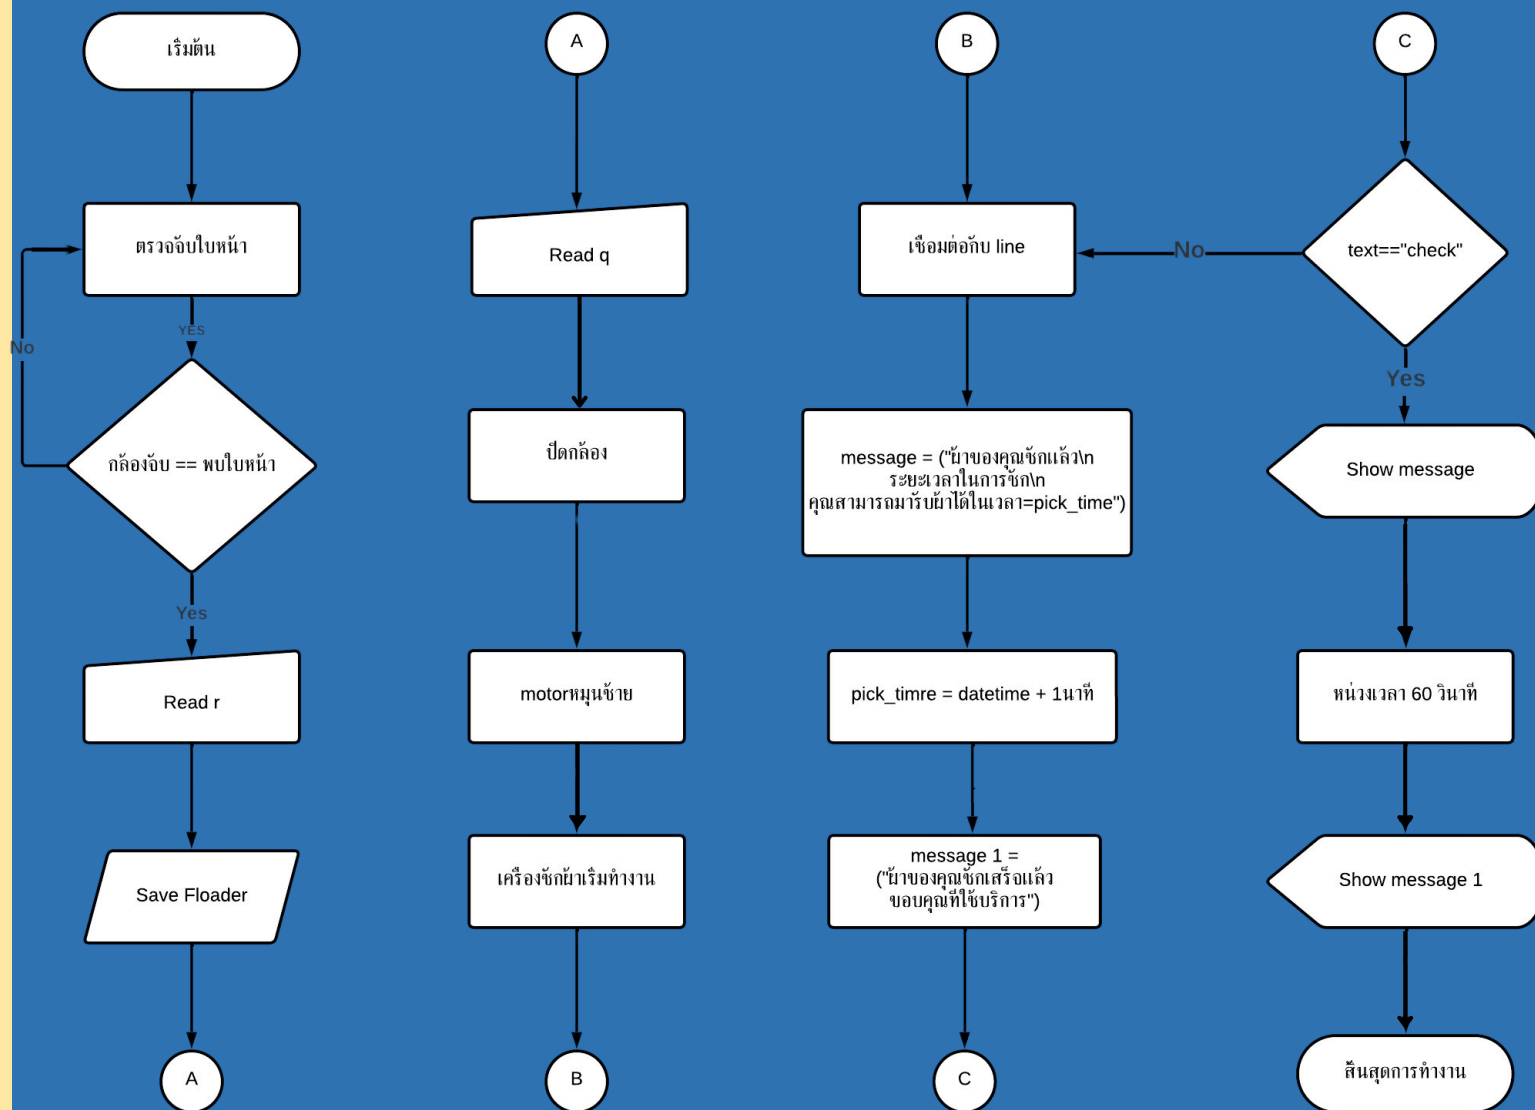 เริ่มต้น
ตรวจจับใบหน้า
YES
No
กล้องจับ == พบใบหน้า
Yes
Read r
Save Floader
A
A
Read q
ปิดกล้อง
motorหมุนซ้าย
เครื่องซักผ้าเริ่มทำงาน
B
B
เชื่อมต่อกับ line
message = ("ผ้าของคุณซักแล้ว\n
ระยะเวลาในการซัก\n
คุณสามารถมารับผ้าได้ในเวลา=pick_time")
pick_timre = datetime + 1นาที
message 1 =
("ผ้าของคุณซักเสร็จแล้ว
ขอบคุณที่ใช้บริการ")
C
C
text=="check"
No
Yes
Show message
หน่วงเวลา 60 วินาที
Show message 1
สิ้นสุดการทำงาน